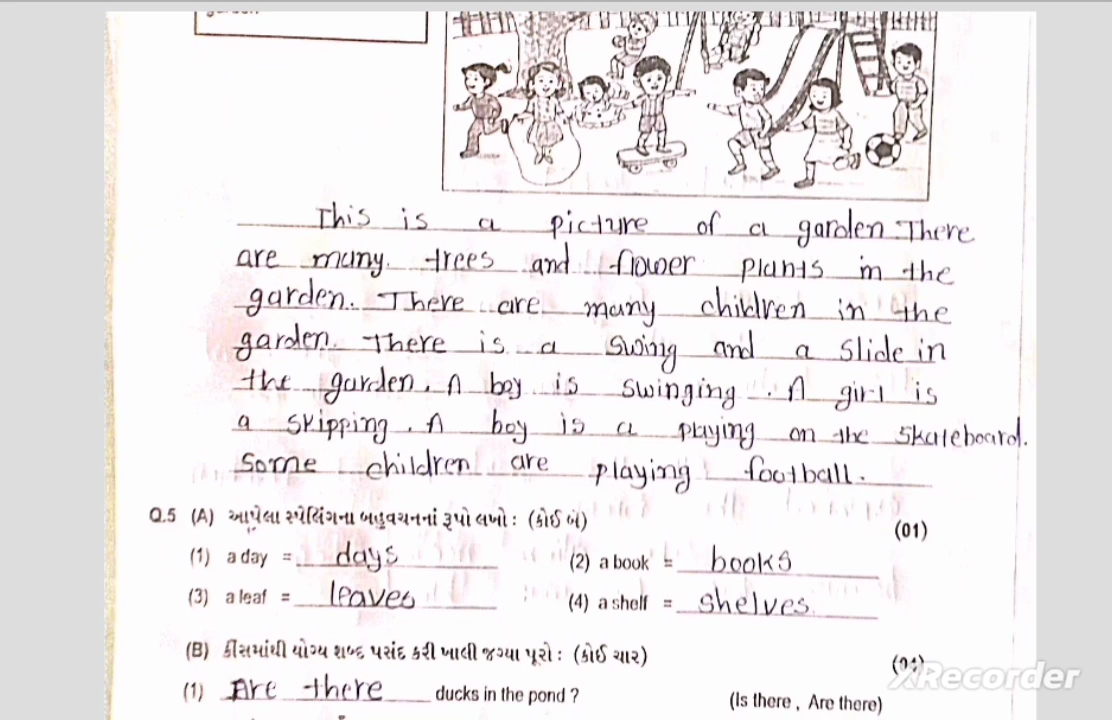 This is a picture of a garden. There
are many trees and flower plants in the
garden. There are many children in the
garden. There is a swing and a slide in
the garden. A boy is swinging. A girl is
a skipping. A boy is a playing on the skateboard.
Some children are playing football.
Q.5 (A) આપેલા સ્પેલિંગના બહુવચનનાં રૂપો લખો : (કોઈ બે) (01)
(1) a day = days (2) a book = books
(3) a leaf = leaves (4) a shelf = shelves
(B) કૌંસમાંથી યોગ્ય શબ્દ પસંદ કરી ખાલી જગ્યા પૂરો : (કોઈ ચાર)
(1) Are there ducks in the pond ? (Is there , Are there)
XRecorder